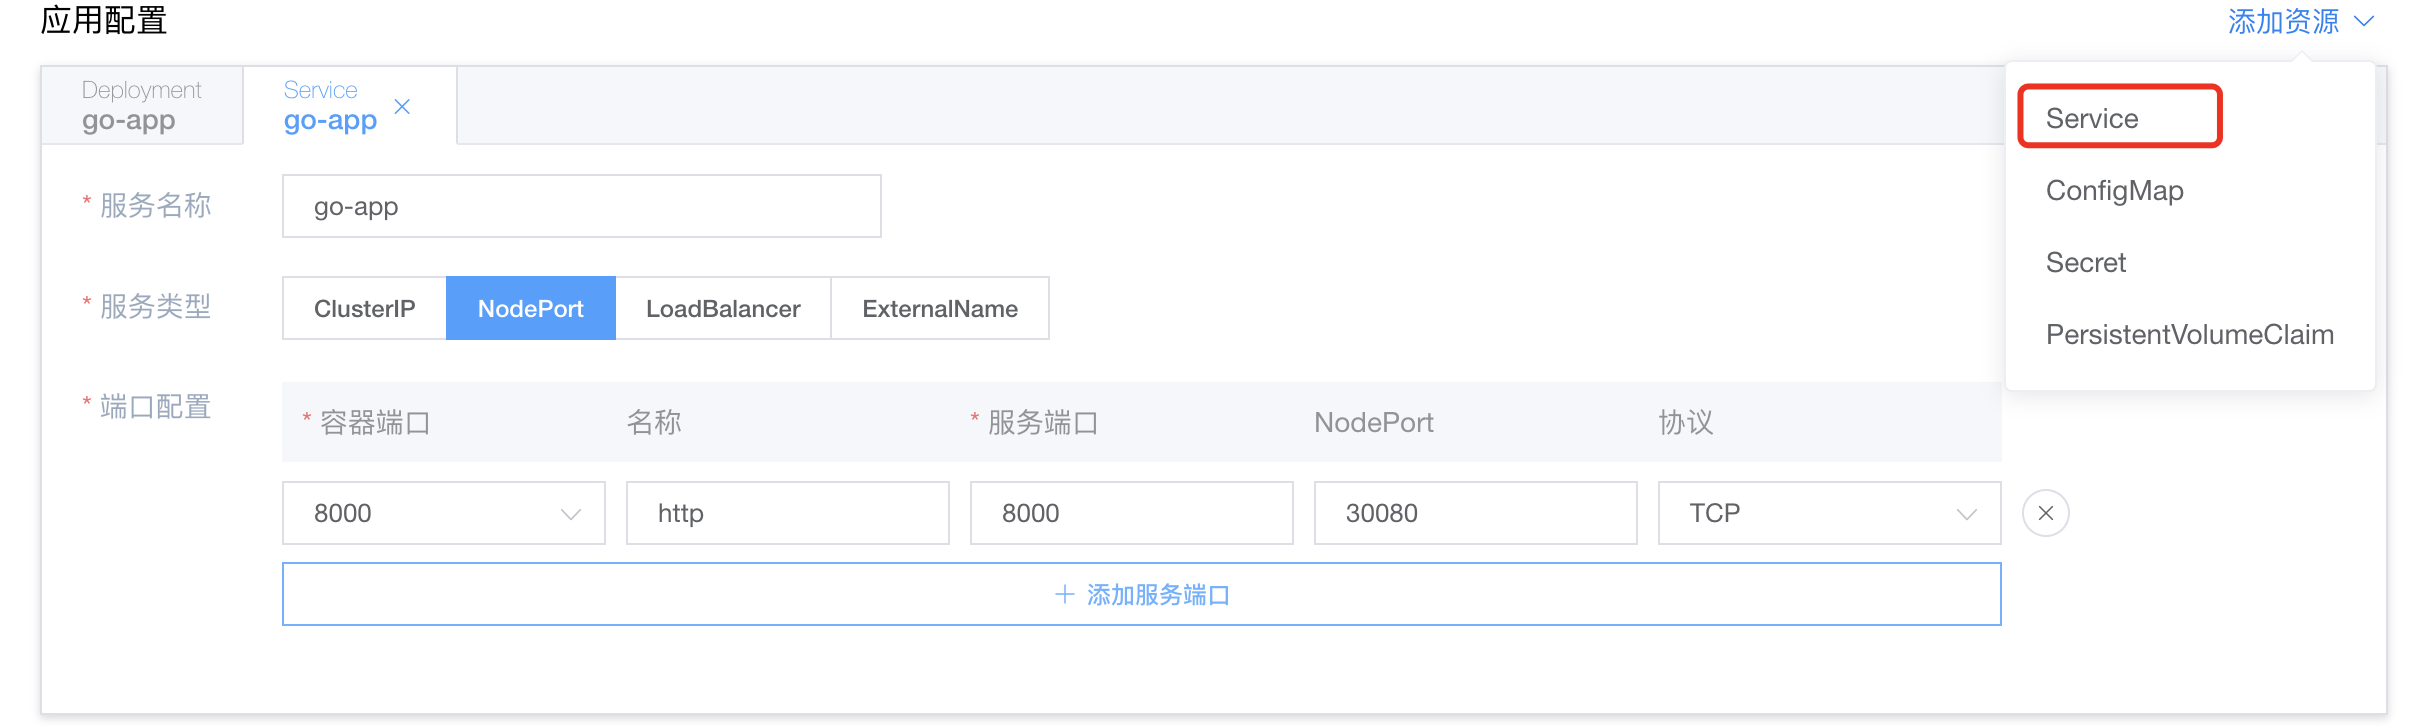 应用配置
添加资源
Deployment
go-app
Service
go-app
Service
ConfigMap
Secret
PersistentVolumeClaim
* 服务名称
go-app
* 服务类型
ClusterIP NodePort LoadBalancer ExternalName
* 端口配置
* 容器端口 名称 * 服务端口 NodePort 协议
8000 http 8000 30080 TCP
+ 添加服务端口